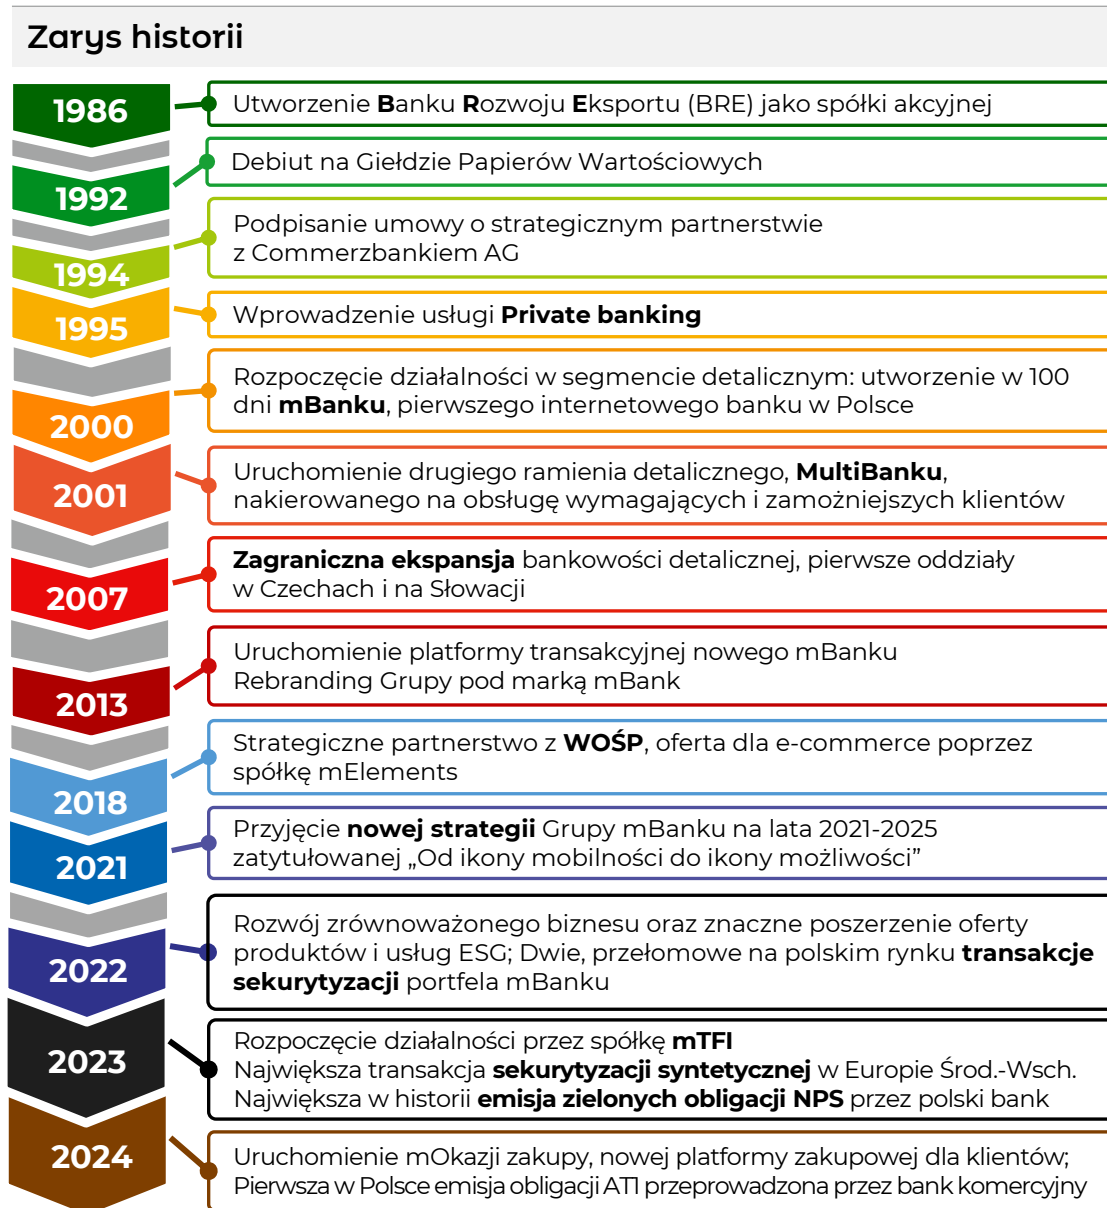 Zarys historii
1986
Utworzenie Banku Rozwoju Eksportu (BRE) jako spółki akcyjnej
1992
Debiut na Giełdzie Papierów Wartościowych
1994
Podpisanie umowy o strategicznym partnerstwie
z Commerzbankiem AG
1995
Wprowadzenie usługi Private banking
2000
Rozpoczęcie działalności w segmencie detalicznym: utworzenie w 100
dni mBanku, pierwszego internetowego banku w Polsce
2001
Uruchomienie drugiego ramienia detalicznego, MultiBanku,
nakierowanego na obsługę wymagających i zamożniejszych klientów
2007
Zagraniczna ekspansja bankowości detalicznej, pierwsze oddziały
w Czechach i na Słowacji
2013
Uruchomienie platformy transakcyjnej nowego mBanku
Rebranding Grupy pod marką mBank
2018
Strategiczne partnerstwo z WOŚP, oferta dla e-commerce poprzez
spółkę mElements
2021
Przyjęcie nowej strategii Grupy mBanku na lata 2021-2025
zatytułowanej „Od ikony mobilności do ikony możliwości”
2022
Rozwój zrównoważonego biznesu oraz znaczne poszerzenie oferty
produktów i usług ESG; Dwie, przełomowe na polskim rynku transakcje
sekurytyzacji portfela mBanku
2023
Rozpoczęcie działalności przez spółkę mTFI
Największa transakcja sekurytyzacji syntetycznej w Europie Środ.-Wsch.
Największa w historii emisja zielonych obligacji NPS przez polski bank
2024
Uruchomienie mOkazji zakupy, nowej platformy zakupowej dla klientów;
Pierwsza w Polsce emisja obligacji AT1 przeprowadzona przez bank komercyjny